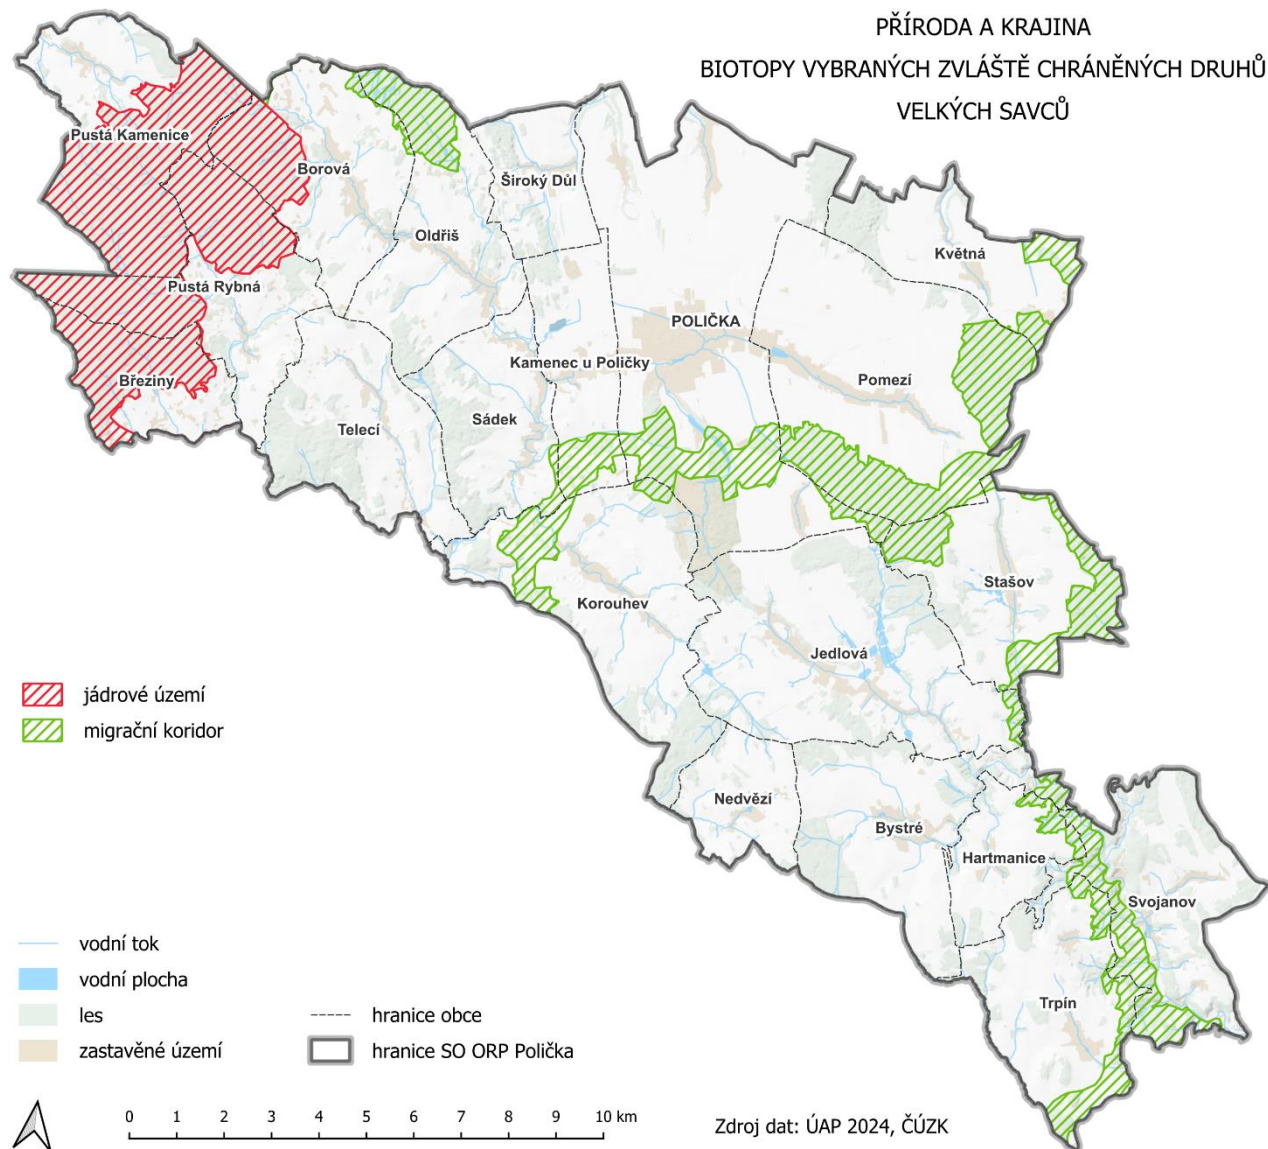 PŘÍRODA A KRAJINA
BIOTOPY VYBRANÝCH ZVLÁŠTĚ CHRÁNĚNÝCH DRUHŮ
VELKÝCH SAVCŮ
Pustá Kamenice
Borová
Široký Důl
Oldřiš
Květná
Pustá Rybná
POLIČKA
Kamenec u Poličky
Březiny
Pomezí
Sádek
Telecí
Stašov
Korouhev
Jedlová
jádrové území
migrační koridor
Nedvězí
Bystré
Hartmanice
Svojanov
Trpín
vodní tok
vodní plocha
les
zastavěné území
hranice obce
hranice SO ORP Polička
0 1 2 3 4 5 6 7 8 9 10 km
Zdroj dat: ÚAP 2024, ČÚZK